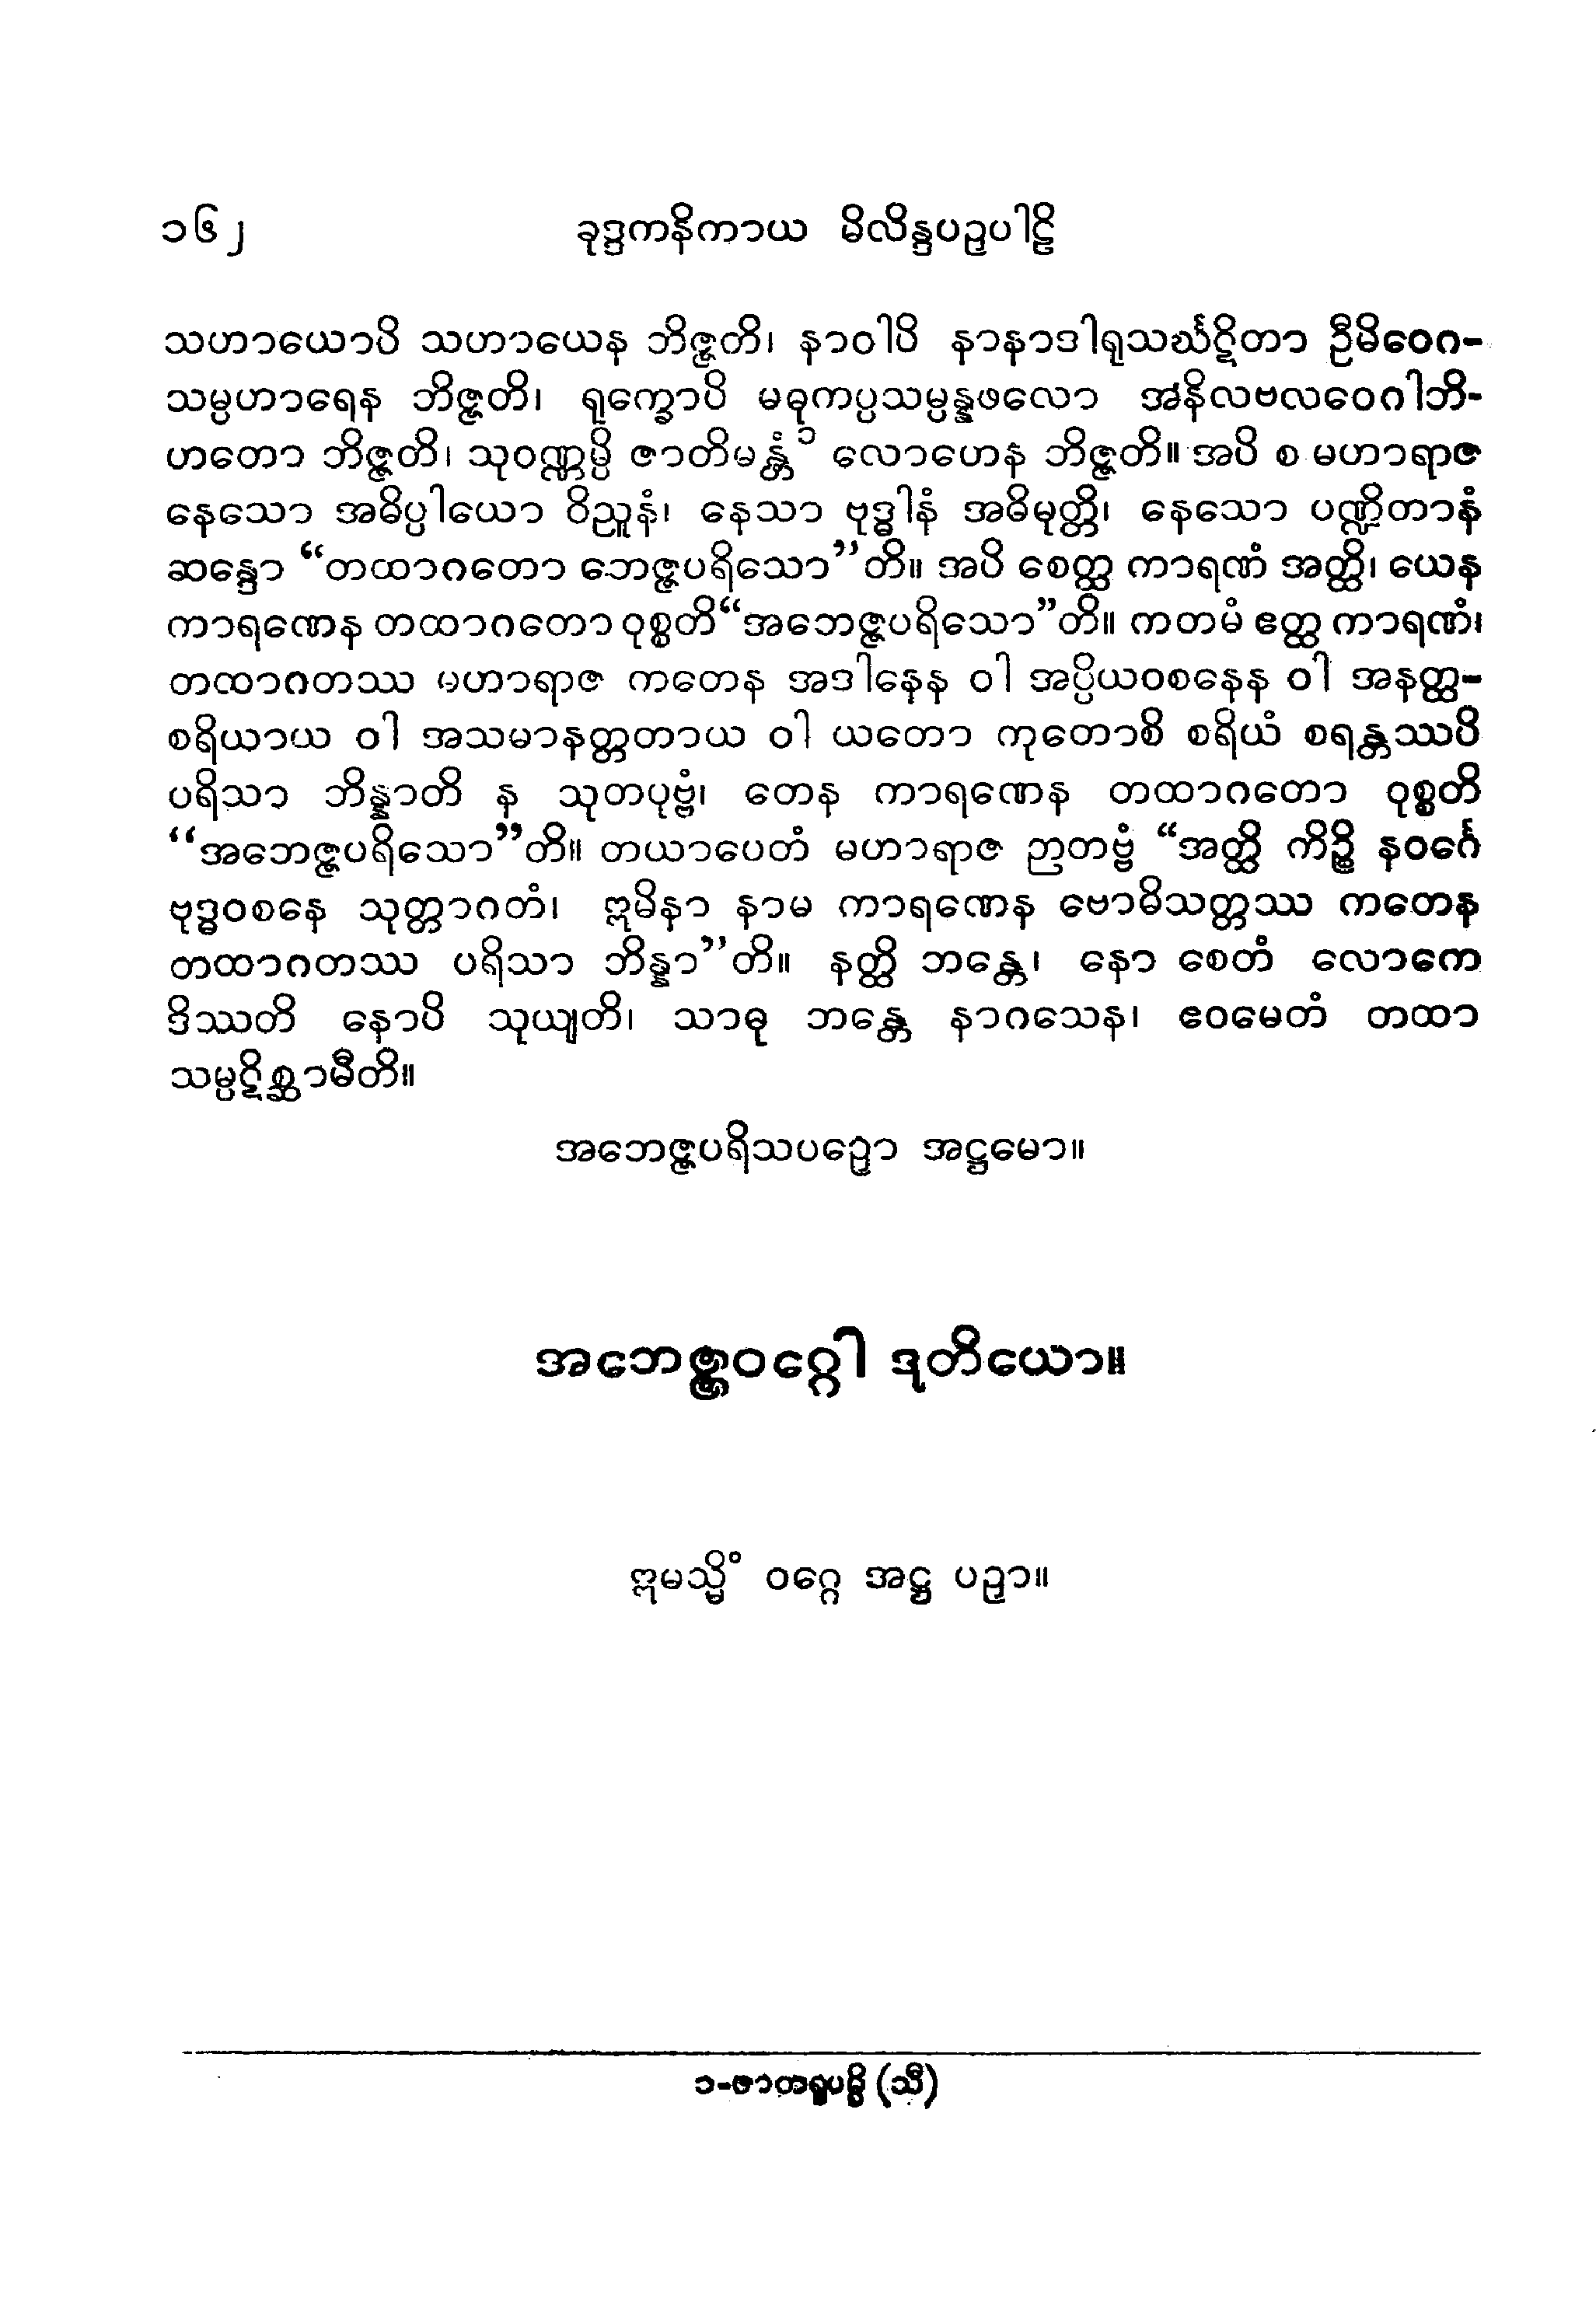 ၁၆၂ ခုဒ္ဒကနိကာယ မိလိန္ဒပဉှပါဠိ
သဟာယောပိ သဟာယေန ဘိဇ္ဇတိ၊ နာဝါပိ နာနာဒါရုသင်္ဃဋိတာ ဦမိဝေဂ-
သမ္ပဟာရေန ဘိဇ္ဇတိ၊ ရုက္ခောပိ မဓုကပ္ပသမ္ပန္နဖလော အနိလဗလဝေဂါဘိ-
ဟတော ဘိဇ္ဇတိ၊ သုဝဏ္ဏမ္ပိ ဇာတိမန္တံ၁ လောဟေန ဘိဇ္ဇတိ။ အပိ စ မဟာရာဇ
နေသော အဓိပ္ပါယော ဝိညူနံ၊ နေသာ ဗုဒ္ဓါနံ အဓိမုတ္တိ၊ နေသော ပဏ္ဍိတာနံ
ဆန္ဒော “တထာဂတော ဘေဇ္ဇပရိသော”တိ။ အပိ စေတ္ထ ကာရဏံ အတ္ထိ၊ ယေန
ကာရဏေန တထာဂတော ဝုစ္စတိ“အဘေဇ္ဇပရိသော”တိ။ ကတမံ ဧတ္ထ ကာရဏံ၊
တထာဂတဿ မဟာရာဇ ကတေန အဒါနေန ဝါ အပ္ပိယဝစနေန ဝါ အနတ္ထ-
စရိယာယ ဝါ အသမာနတ္တတာယ ဝါ ယတော ကုတောစိ စရိယံ စရန္တဿပိ
ပရိသာ ဘိန္နာတိ န သုတပုဗ္ဗံ၊ တေန ကာရဏေန တထာဂတော ဝုစ္စတိ
“အဘေဇ္ဇပရိသော”တိ။ တယာပေတံ မဟာရာဇ ဉာတဗ္ဗံ “အတ္ထိ ကိဉ္စိ နဝင်္ဂေ
ဗုဒ္ဓဝစနေ သုတ္တာဂတံ၊ ဣမိနာ နာမ ကာရဏေန ဗောဓိသတ္တဿ ကတေန
တထာဂတဿ ပရိသာ ဘိန္နာ”တိ။ နတ္ထိ ဘန္တေ၊ နော စေတံ လောကေ
ဒိဿတိ နောပိ သုယျတိ၊ သာဓု ဘန္တေ နာဂသေန၊ ဧဝမေတံ တထာ
သမ္ပဋိစ္ဆာမီတိ။
အဘေဇ္ဇပရိသပဉှော အဋ္ဌမော။
အဘေဇ္ဇဝဂ္ဂေါ ဒုတိယော။
ဣမသ္မိံ ဝဂ္ဂေ အဋ္ဌ ပဉှာ။
၁-ဇာတရူပမ္ပိ (သီ)